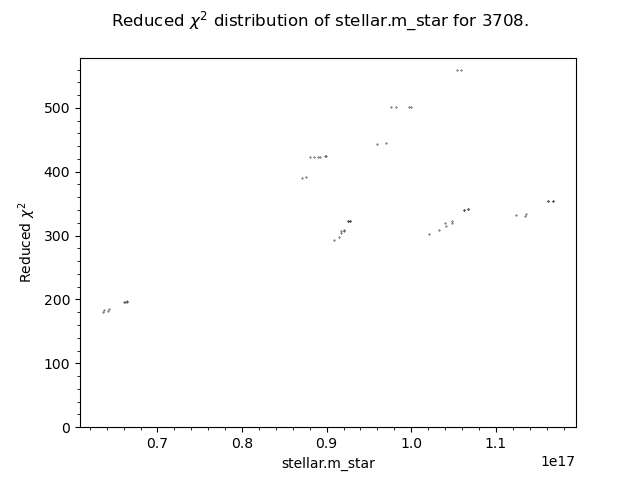 Reduced χ² distribution of stellar.m_star for 3708.
500
400
300
200
100
0
Reduced χ²
0.7 0.8 0.9 1.0 1.1
1e17
stellar.m_star